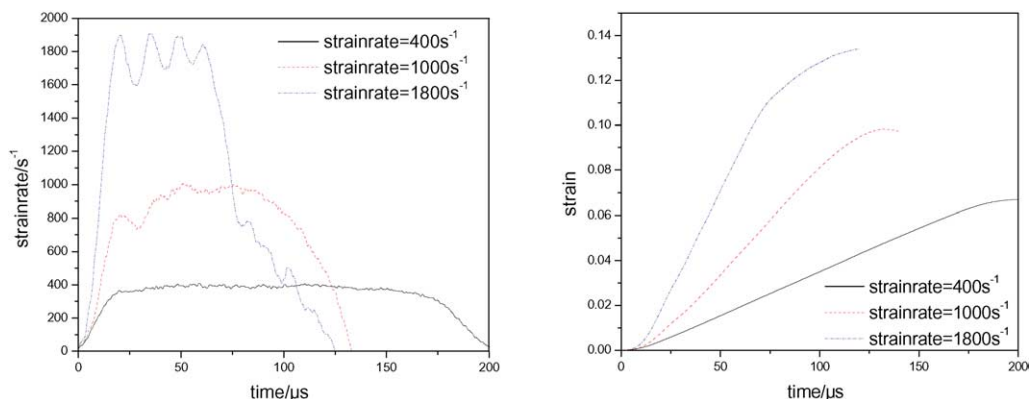 2000
1800
1600
1400
1200
1000
800
600
400
200
0
strainrate/s⁻¹
strainrate=400s⁻¹
strainrate=1000s⁻¹
strainrate=1800s⁻¹
0 50 100 150 200
time/μs
0.14
0.12
0.10
0.08
0.06
0.04
0.02
0.00
strain
strainrate=400s⁻¹
strainrate=1000s⁻¹
strainrate=1800s⁻¹
0 50 100 150 200
time/μs